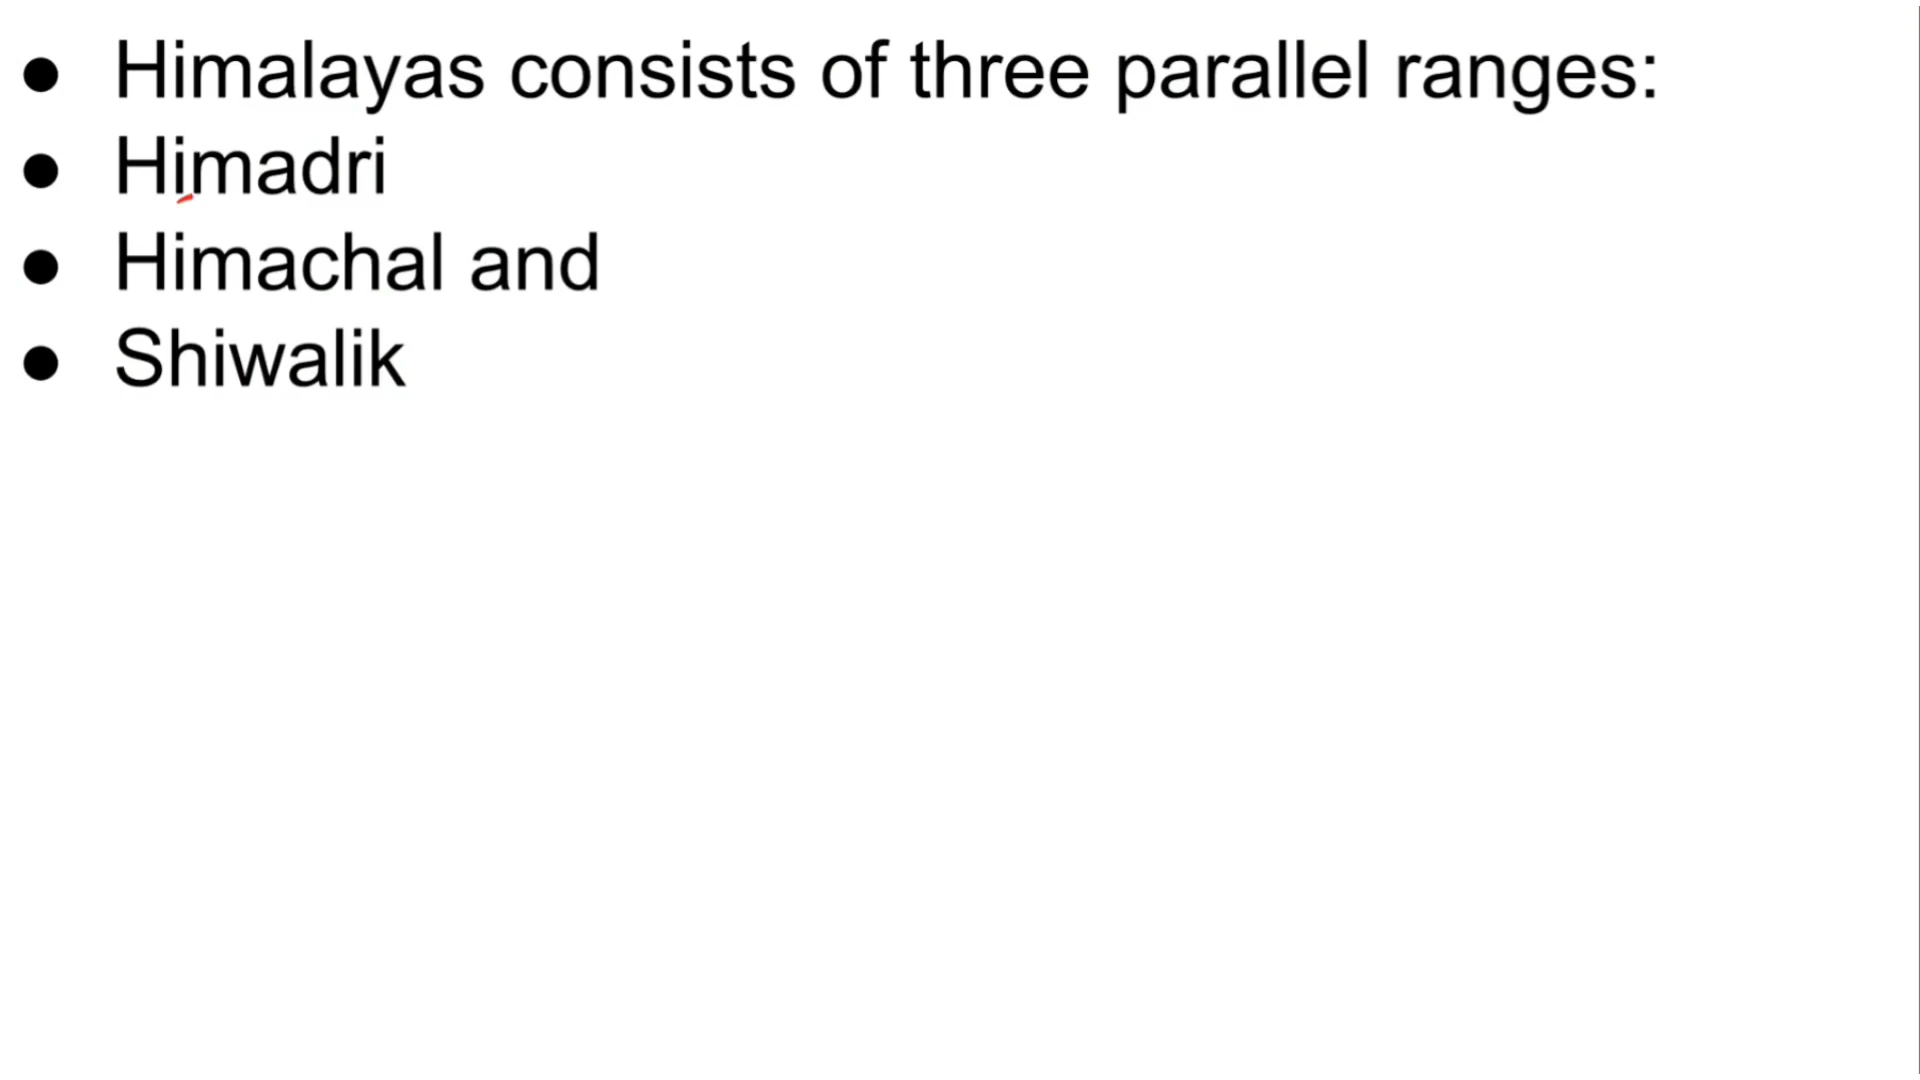 ● Himalayas consists of three parallel ranges:
● Himadri
● Himachal and
● Shiwalik